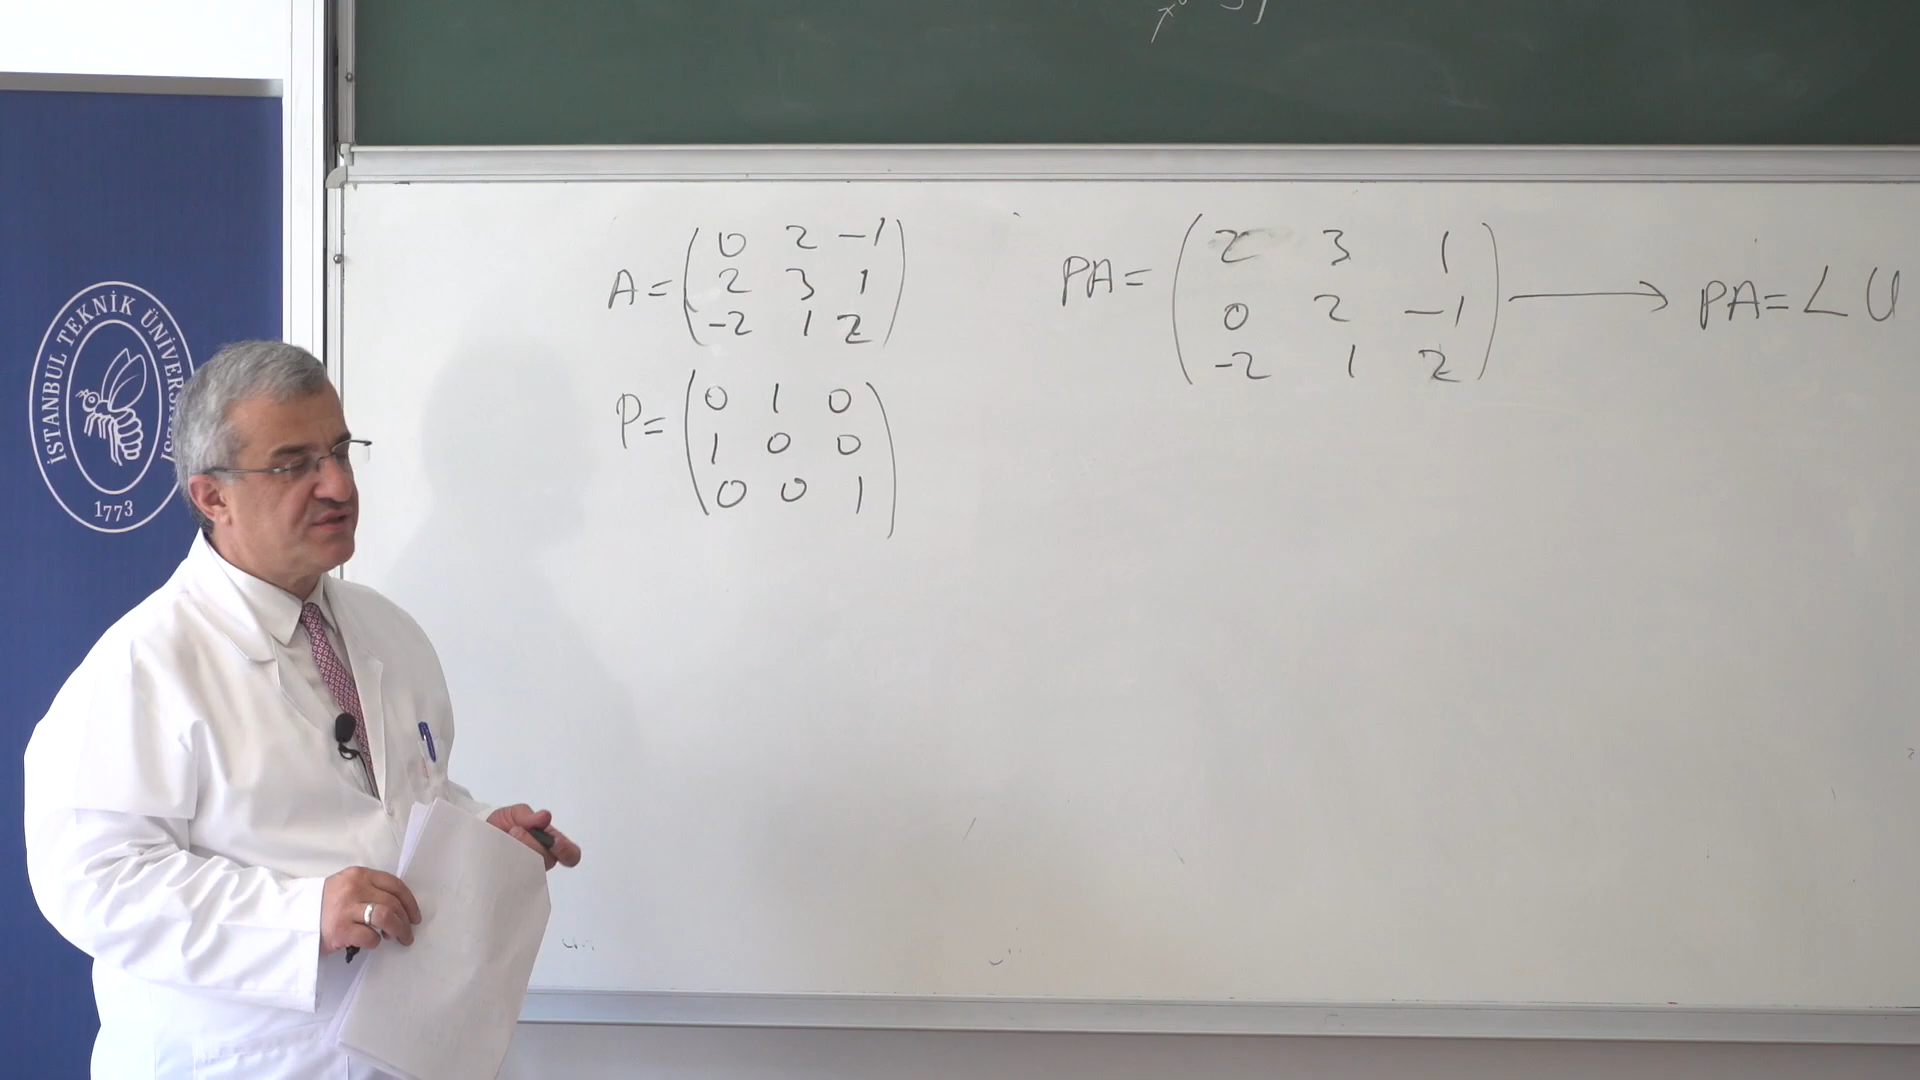 İSTANBUL TEKNİK ÜNİVERSİTESİ
1773
A = ( 0 2 -1
2 3 1
-2 1 2 )
P = ( 0 1 0
1 0 0
0 0 1 )
PA = ( 2 3 1
0 2 -1
-2 1 2 ) → PA = L U